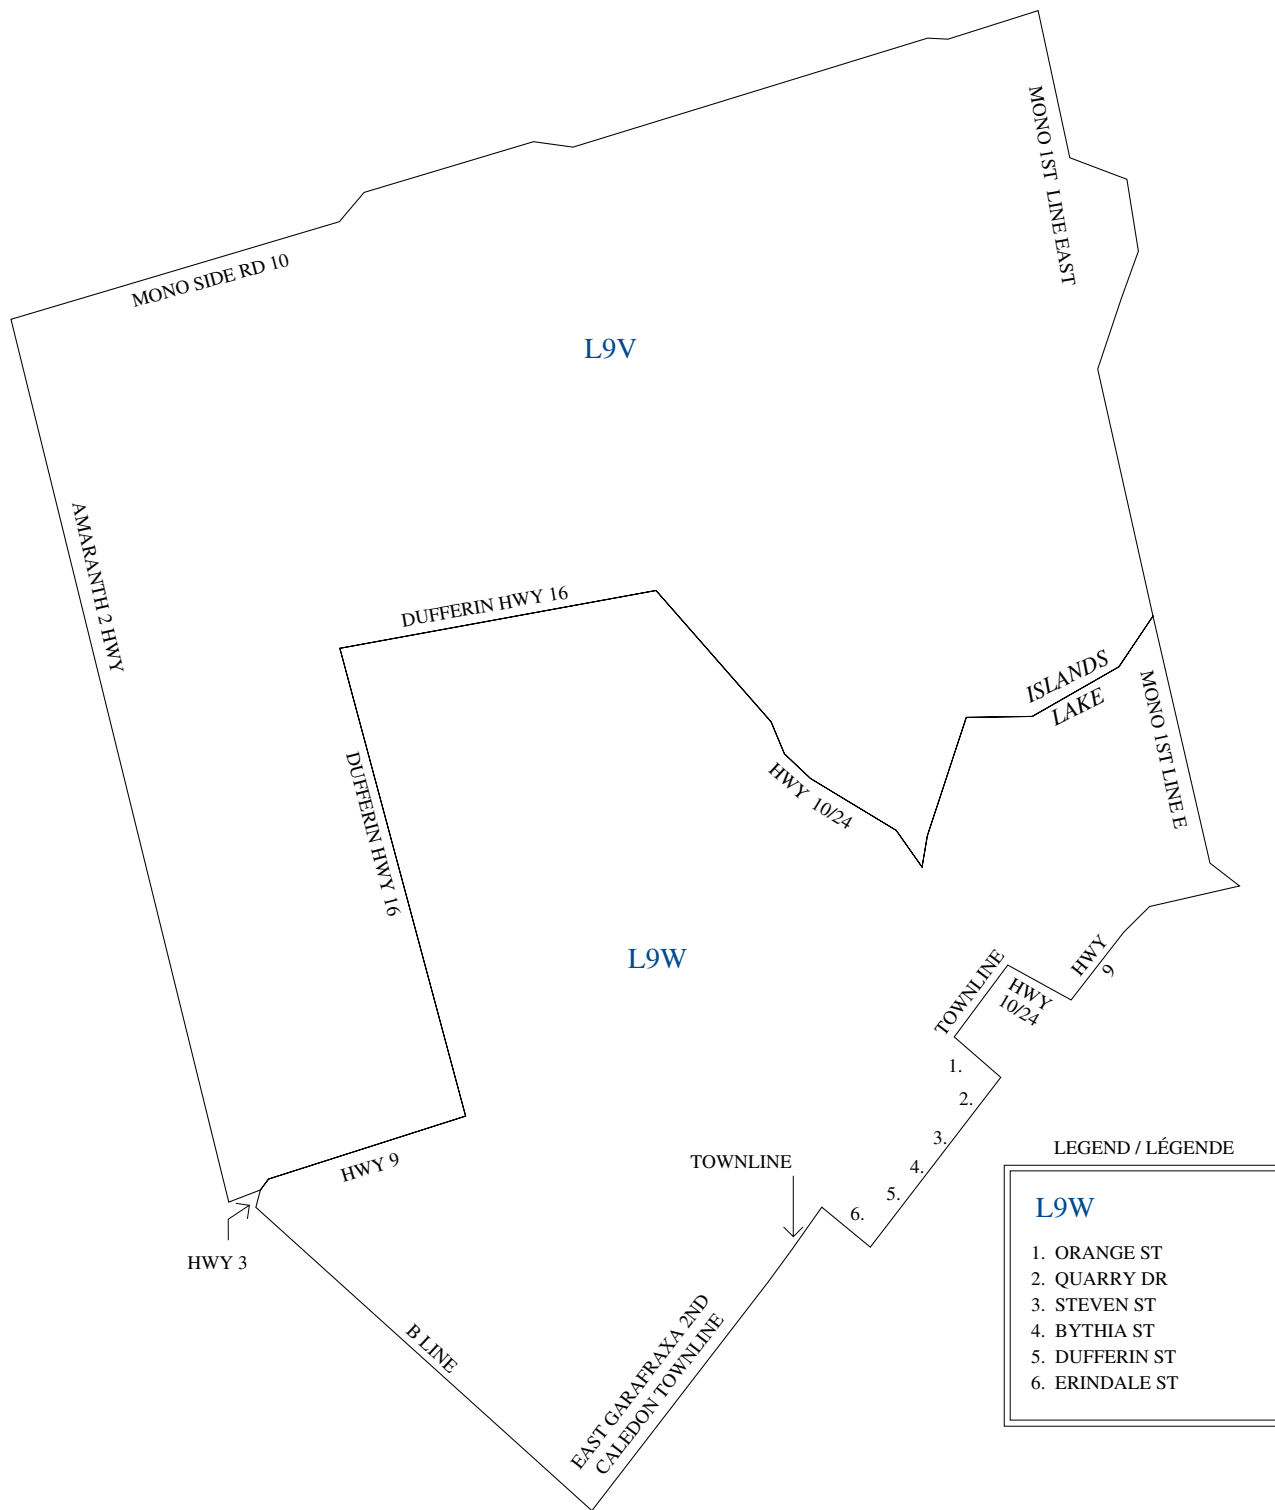 MONO 1ST LINE EAST
MONO SIDE RD 10
L9V
AMARANTH 2 HWY
DUFFERIN HWY 16
ISLANDS
LAKE
MONO 1ST LINE E
DUFFERIN HWY 16
HWY 10/24
L9W
HWY
9
TOWNLINE
HWY
10/24
1.
2.
3.
4.
5.
6.
HWY 9
TOWNLINE
HWY 3
B LINE
EAST GARAFRAXA 2ND
CALEDON TOWNLINE
LEGEND / LÉGENDE
L9W
1. ORANGE ST
2. QUARRY DR
3. STEVEN ST
4. BYTHIA ST
5. DUFFERIN ST
6. ERINDALE ST